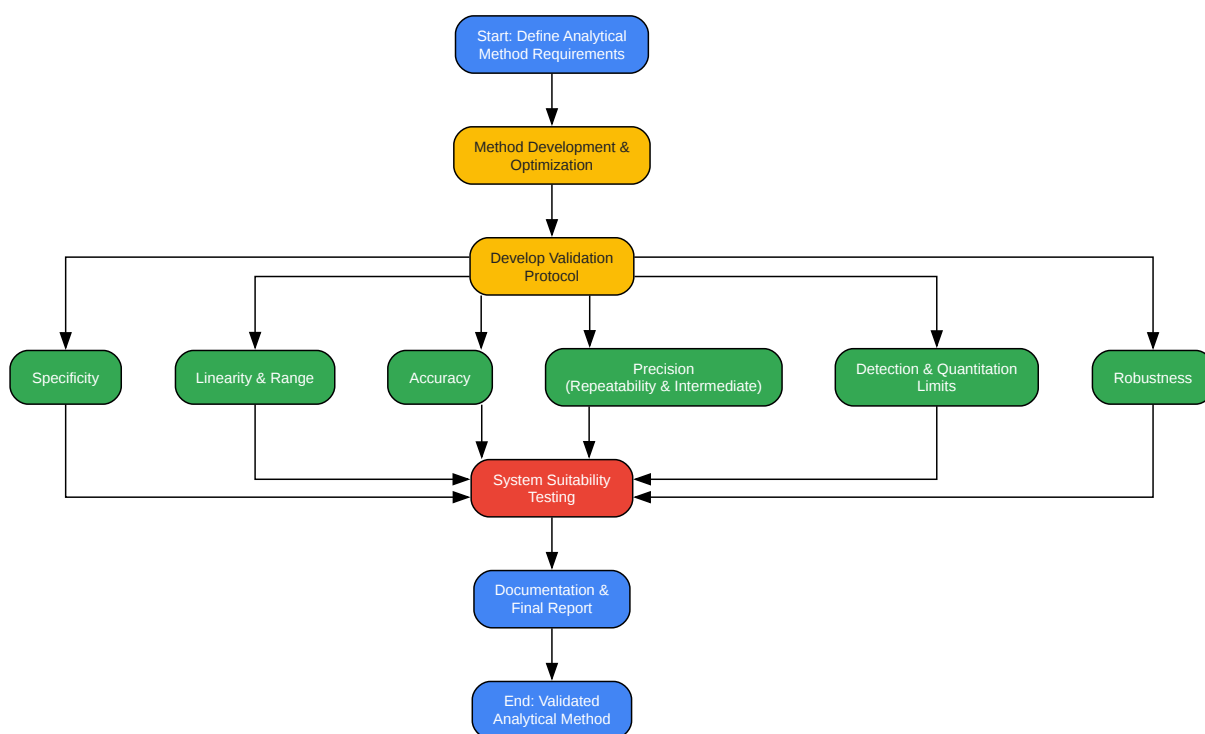 Start: Define Analytical
Method Requirements
Method Development &
Optimization
Develop Validation
Protocol
Specificity
Linearity & Range
Accuracy
Precision
(Repeatability & Intermediate)
Detection & Quantitation
Limits
Robustness
System Suitability
Testing
Documentation &
Final Report
End: Validated
Analytical Method